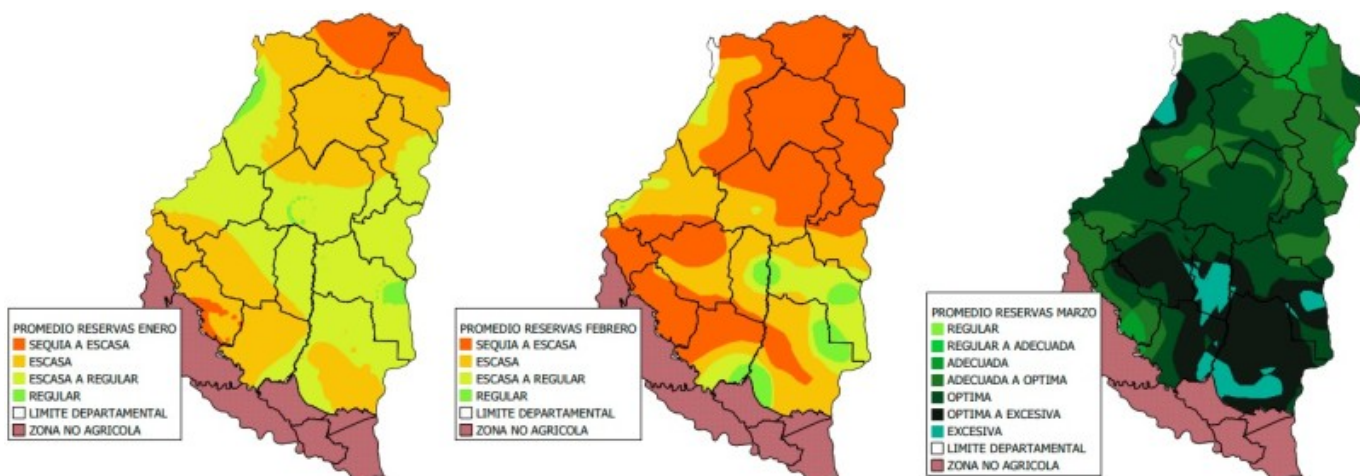 PROMEDIO RESERVAS ENERO
SEQUIA A ESCASA
ESCASA
ESCASA A REGULAR
REGULAR
LIMITE DEPARTAMENTAL
ZONA NO AGRICOLA
PROMEDIO RESERVAS FEBRERO
SEQUIA A ESCASA
ESCASA
ESCASA A REGULAR
REGULAR
LIMITE DEPARTAMENTAL
ZONA NO AGRICOLA
PROMEDIO RESERVAS MARZO
REGULAR
REGULAR A ADECUADA
ADECUADA
ADECUADA A OPTIMA
OPTIMA
OPTIMA A EXCESIVA
EXCESIVA
LIMITE DEPARTAMENTAL
ZONA NO AGRICOLA